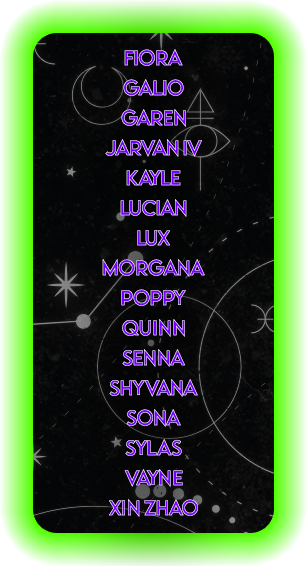 FIORA
GALIO
GAREN
JARVAN IV
KAYLE
LUCIAN
LUX
MORGANA
POPPY
QUINN
SENNA
SHYVANA
SONA
SYLAS
VAYNE
XIN ZHAO